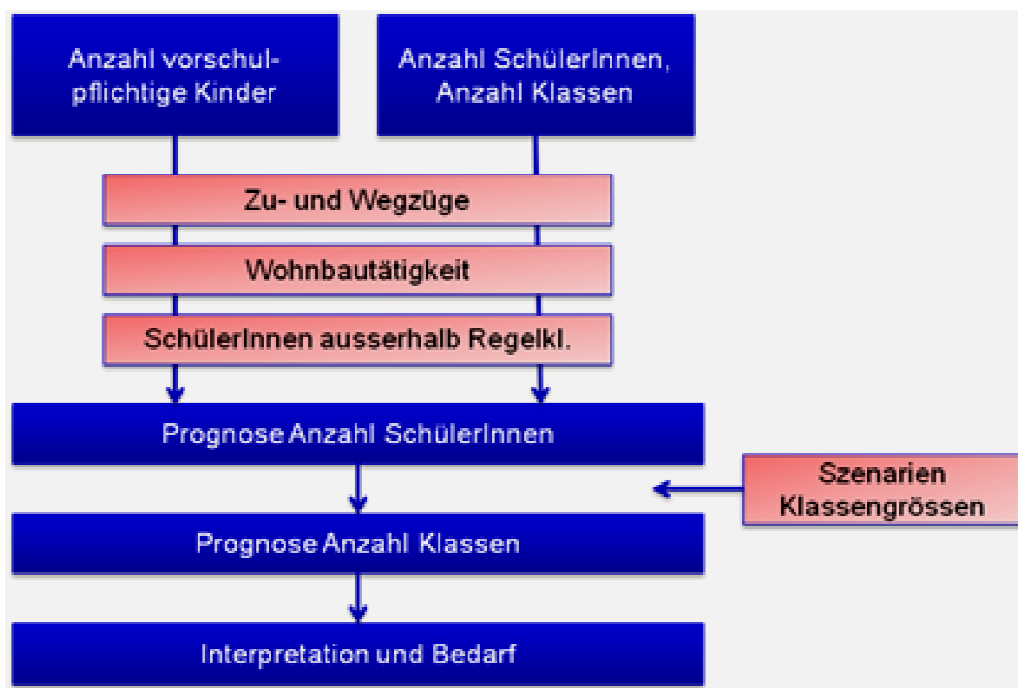 Anzahl vorschul-
pflichtige Kinder
Anzahl SchülerInnen,
Anzahl Klassen
Zu- und Wegzüge
Wohnbautätigkeit
SchülerInnen ausserhalb Regelkl.
Prognose Anzahl SchülerInnen
Szenarien
Klassengrössen
Prognose Anzahl Klassen
Interpretation und Bedarf